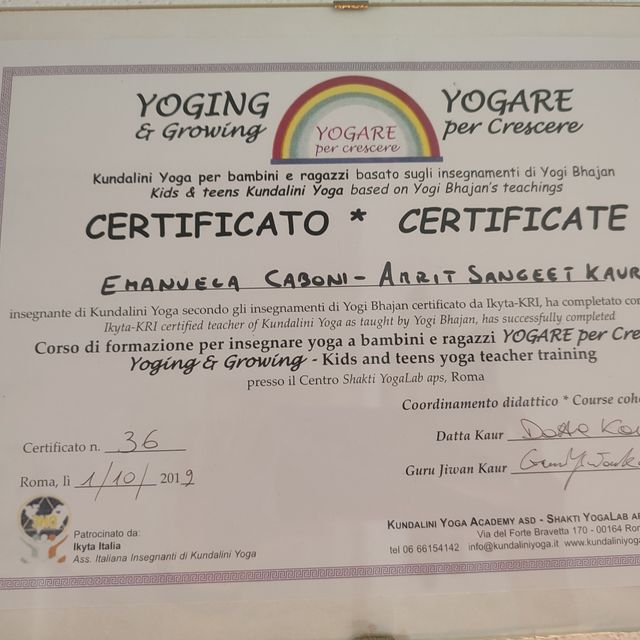 YOGING
& Growing
YOGARE
per crescere
YOGARE
per Crescere
Kundalini Yoga per bambini e ragazzi basato sugli insegnamenti di Yogi Bhajan
Kids & teens Kundalini Yoga based on Yogi Bhajan's teachings
CERTIFICATO * CERTIFICATE
EMANUELA CABONI - AMRIT SANGEET KAUR
insegnante di Kundalini Yoga secondo gli insegnamenti di Yogi Bhajan certificato da Ikyta-KRI, ha completato
Ikyta-KRI certified teacher of Kundalini Yoga as taught by Yogi Bhajan, has successfully completed
Corso di formazione per insegnare yoga a bambini e ragazzi YOGARE per Cre
Yoging & Growing - Kids and teens yoga teacher training
presso il Centro Shakti YogaLab aps, Roma
Coordinamento didattico * Course
Certificato n. 36
Datta Kaur
Roma, lì 1/10/2019
Guru Jiwan Kaur
Patrocinato da:
Ikyta Italia
Ass. Italiana Insegnanti di Kundalini Yoga
KUNDALINI YOGA ACADEMY ASD - SHAKTI YOGALAB
Via del Forte Bravetta 170 - 00164
tel 06 66154142 info@kundaliniyoga.it www.kundaliniyoga